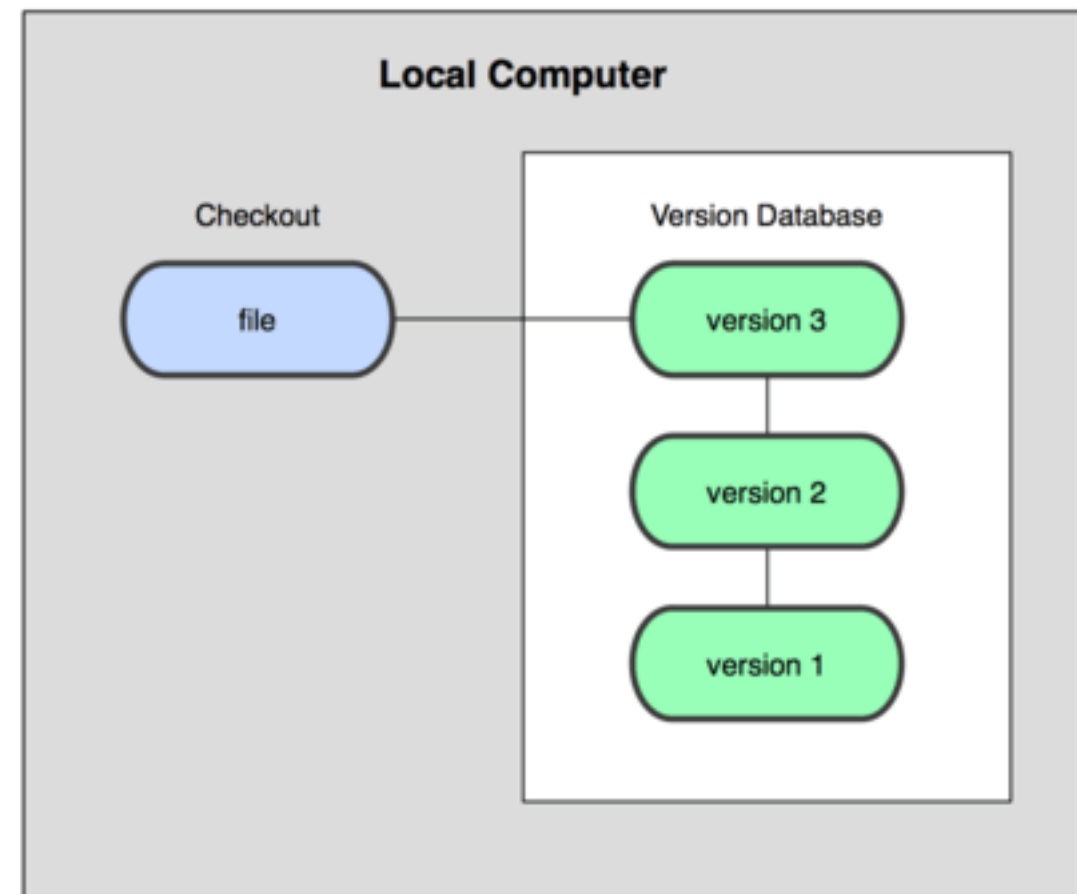 Local Computer
Checkout
Version Database
file
version 3
version 2
version 1